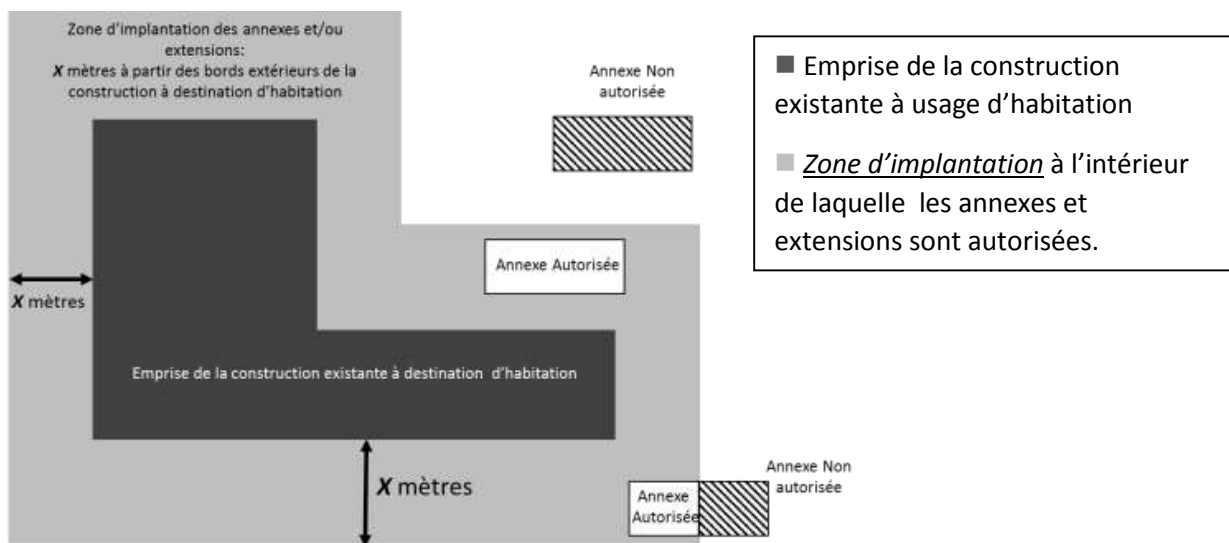 Zone d'implantation des annexes et/ou
extensions:
X mètres à partir des bords extérieurs de la
construction à destination d'habitation
Annexe Non
autorisée
Annexe Autorisée
X mètres
Emprise de la construction existante à destination d'habitation
X mètres
Annexe
Autorisée
Annexe Non
autorisée
Emprise de la construction
existante à usage d'habitation
Zone d'implantation à l'intérieur
de laquelle les annexes et
extensions sont autorisées.